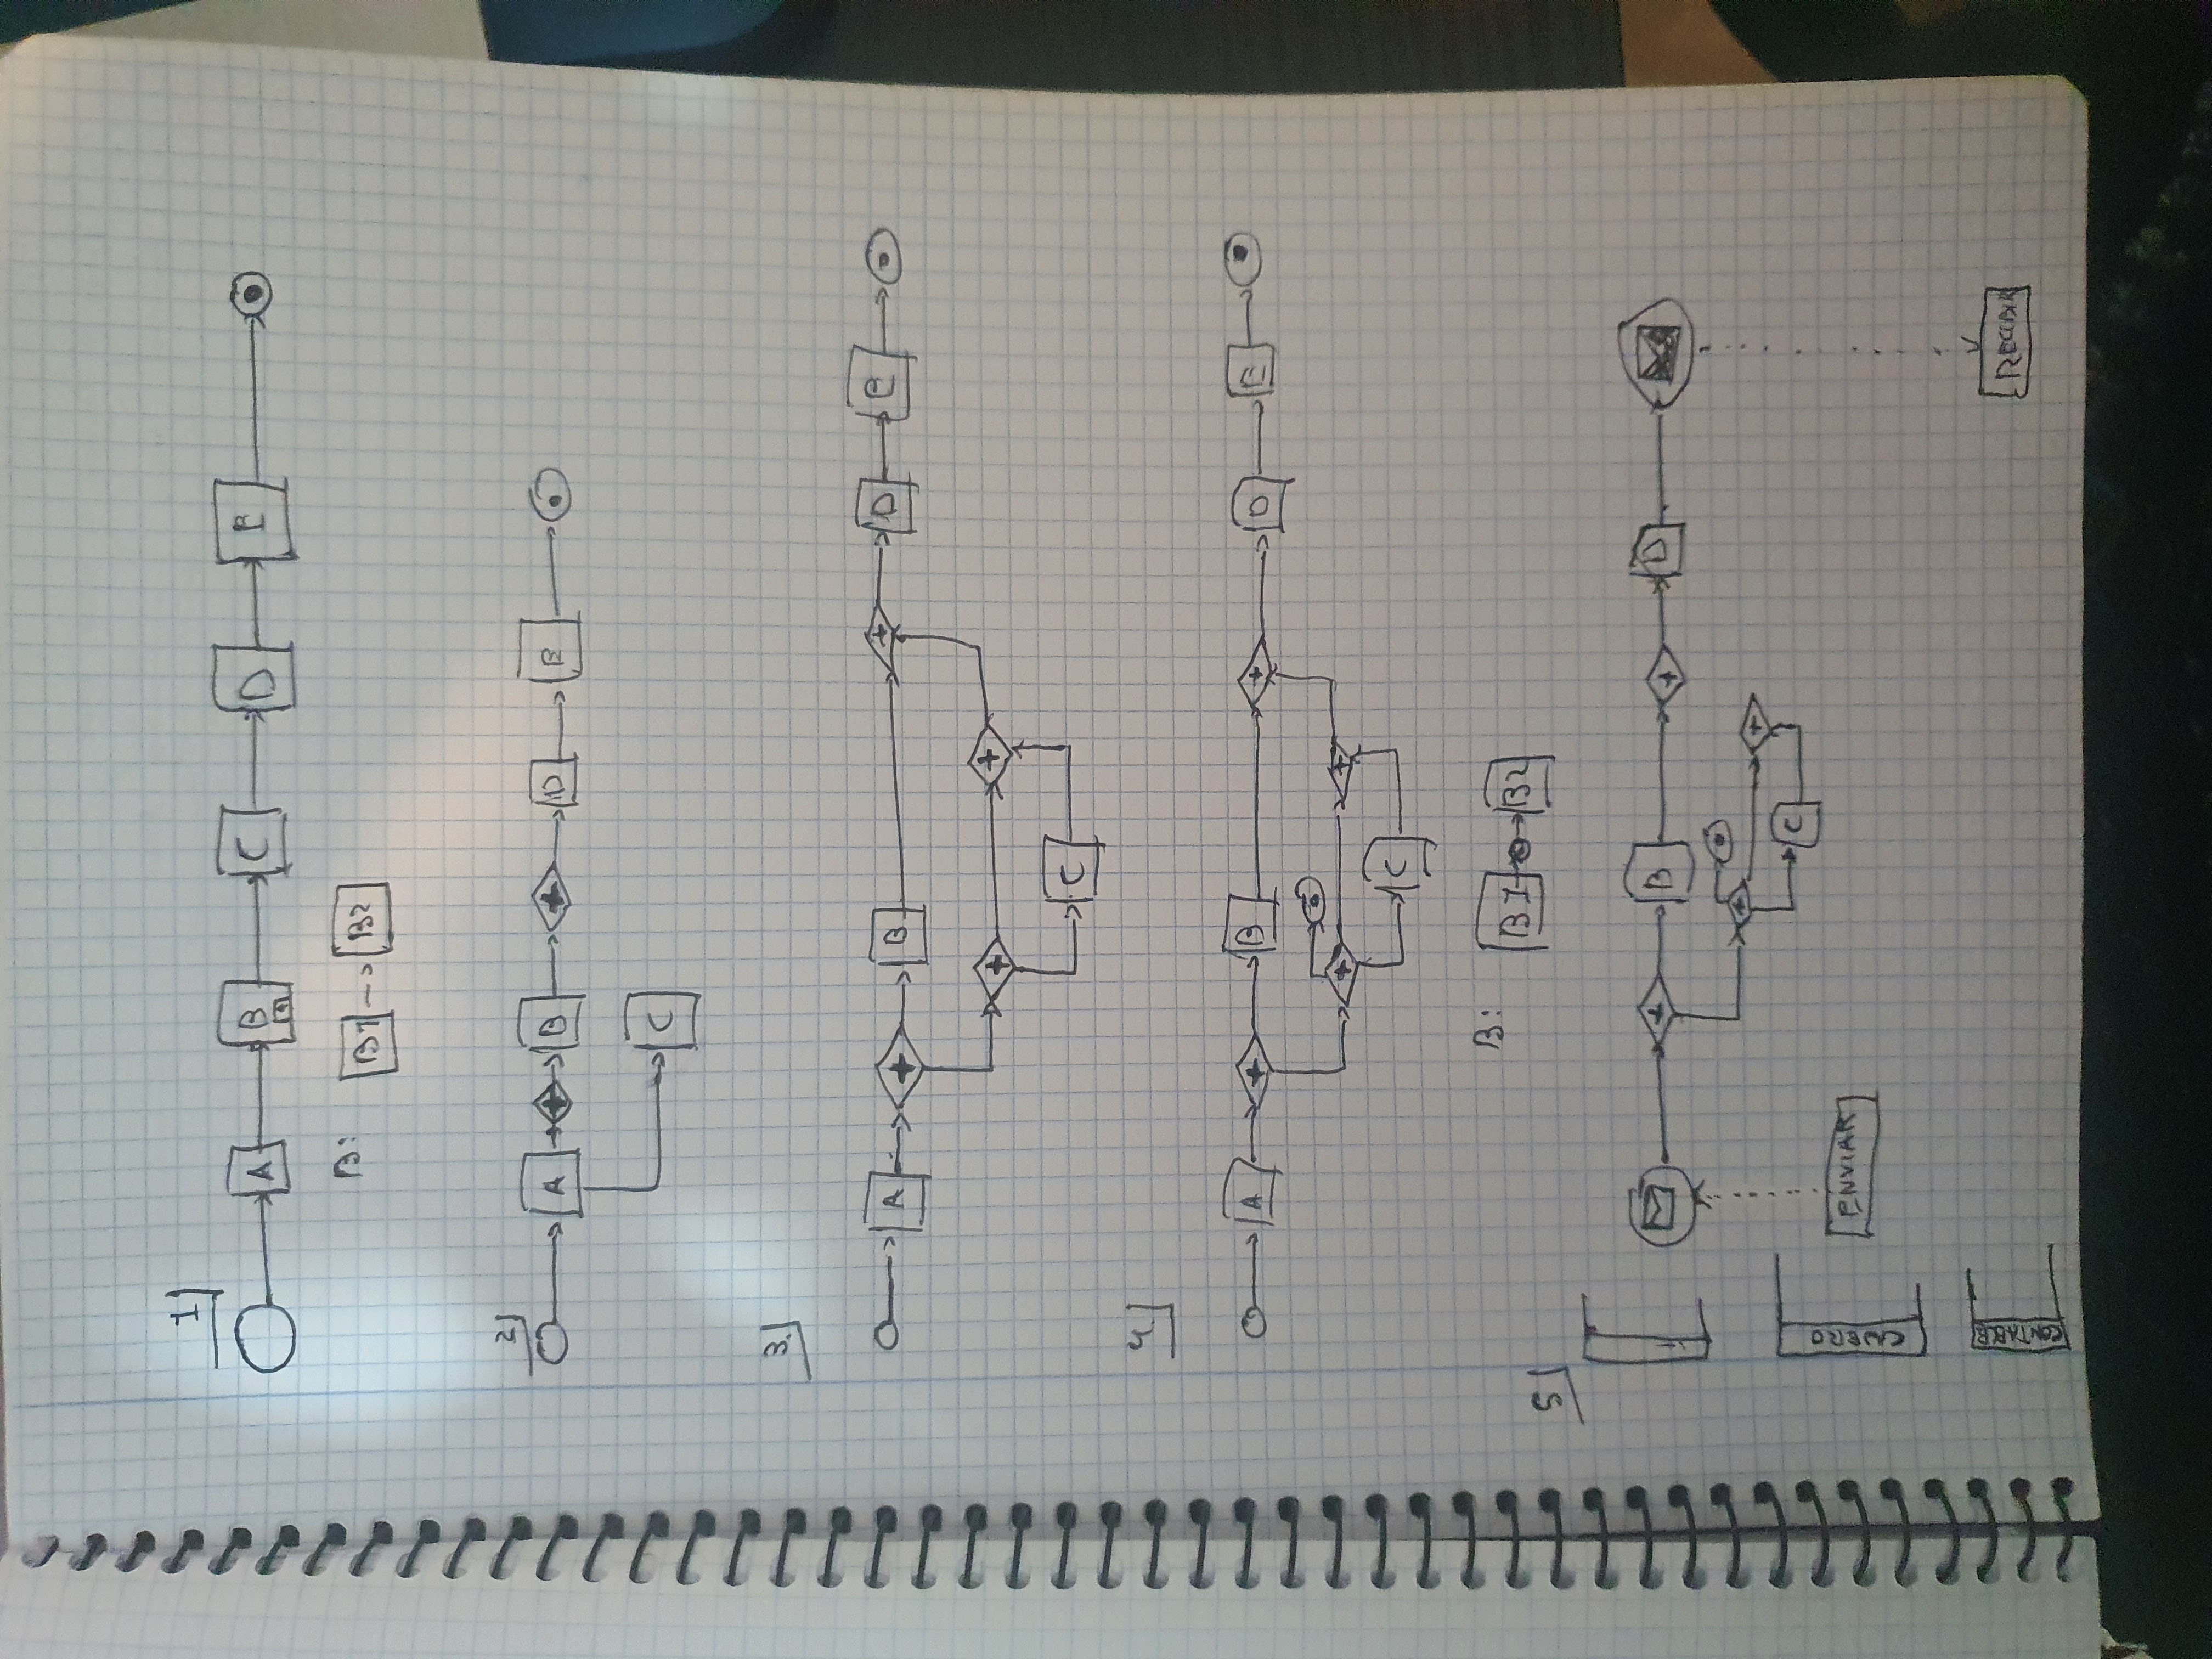 1
A B C D E
B: B1 B2
2
A + B + D E
C
3
A + B + D E
+ +
C
4
A + B + D E
+ +
C
B: B1 B2
5
+ B + D
+ +
C
CAJERO
ENVIAR
CONTABLE
RECIBIR